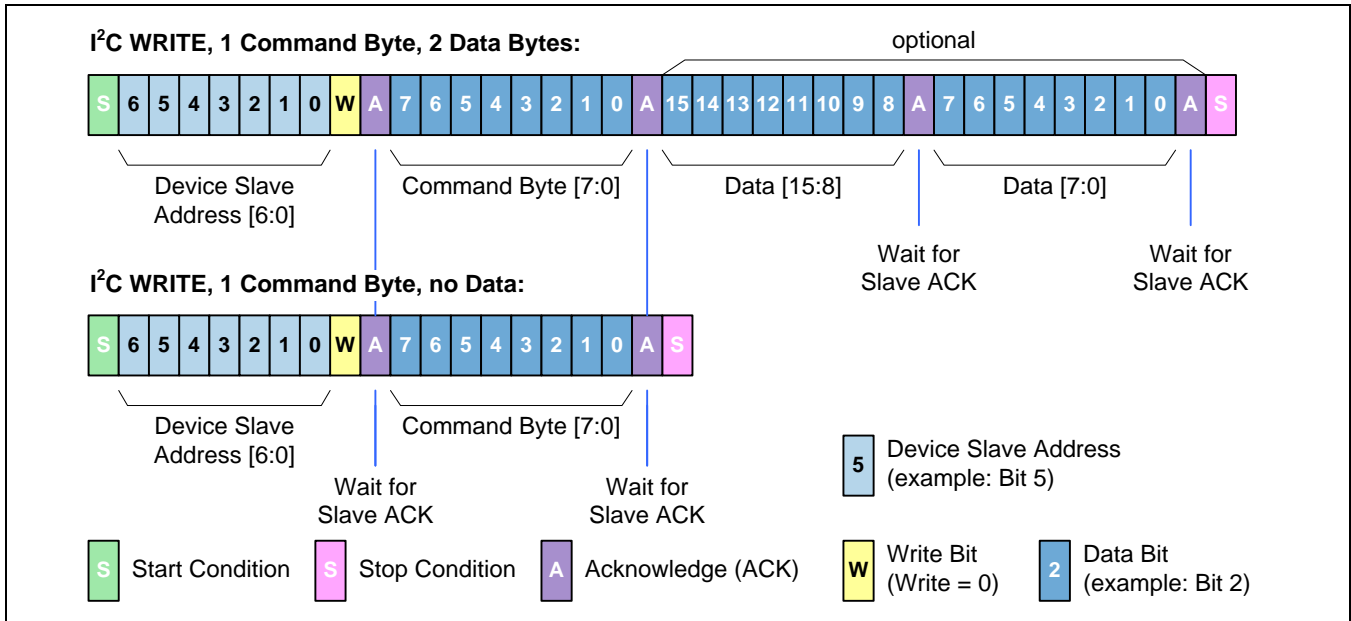 I²C WRITE, 1 Command Byte, 2 Data Bytes:
optional
S 6 5 4 3 2 1 0 W A 7 6 5 4 3 2 1 0 A 15 14 13 12 11 10 9 8 A 7 6 5 4 3 2 1 0 A S
Device Slave
Address [6:0]
Command Byte [7:0]
Data [15:8]
Data [7:0]
Wait for
Slave ACK
Wait for
Slave ACK
I²C WRITE, 1 Command Byte, no Data:
S 6 5 4 3 2 1 0 W A 7 6 5 4 3 2 1 0 A S
Device Slave
Address [6:0]
Command Byte [7:0]
Wait for
Slave ACK
Wait for
Slave ACK
5 Device Slave Address
(example: Bit 5)
S Start Condition
S Stop Condition
A Acknowledge (ACK)
W Write Bit
(Write = 0)
2 Data Bit
(example: Bit 2)